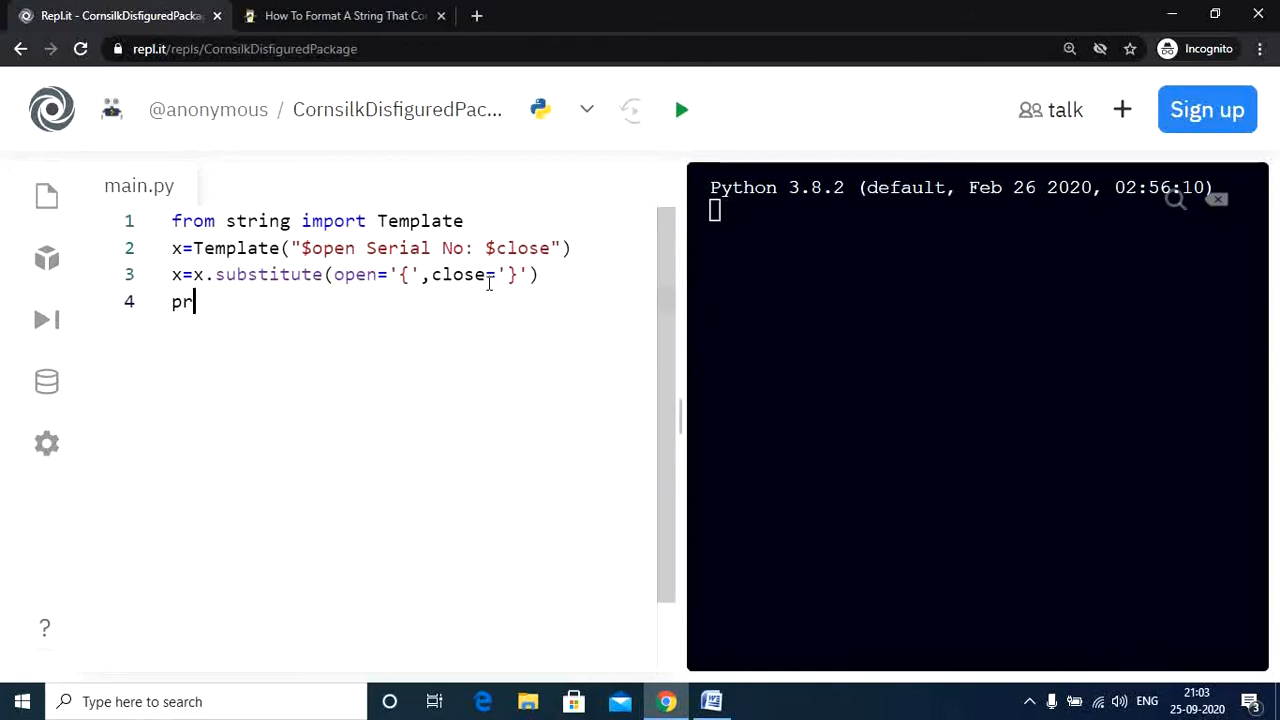 Repl.it - CornsilkDisfiguredPacka
How To Format A String That Co
repl.it/repls/CornsilkDisfiguredPackage
Incognito
@anonymous / CornsilkDisfiguredPac...
talk
Sign up
main.py
1 from string import Template
2 x=Template("$open Serial No: $close")
3 x=x.substitute(open='{',close='}')
4 pr
Python 3.8.2 (default, Feb 26 2020, 02:56:10)
?
Type here to search
ENG
21:03
25-09-2020
3